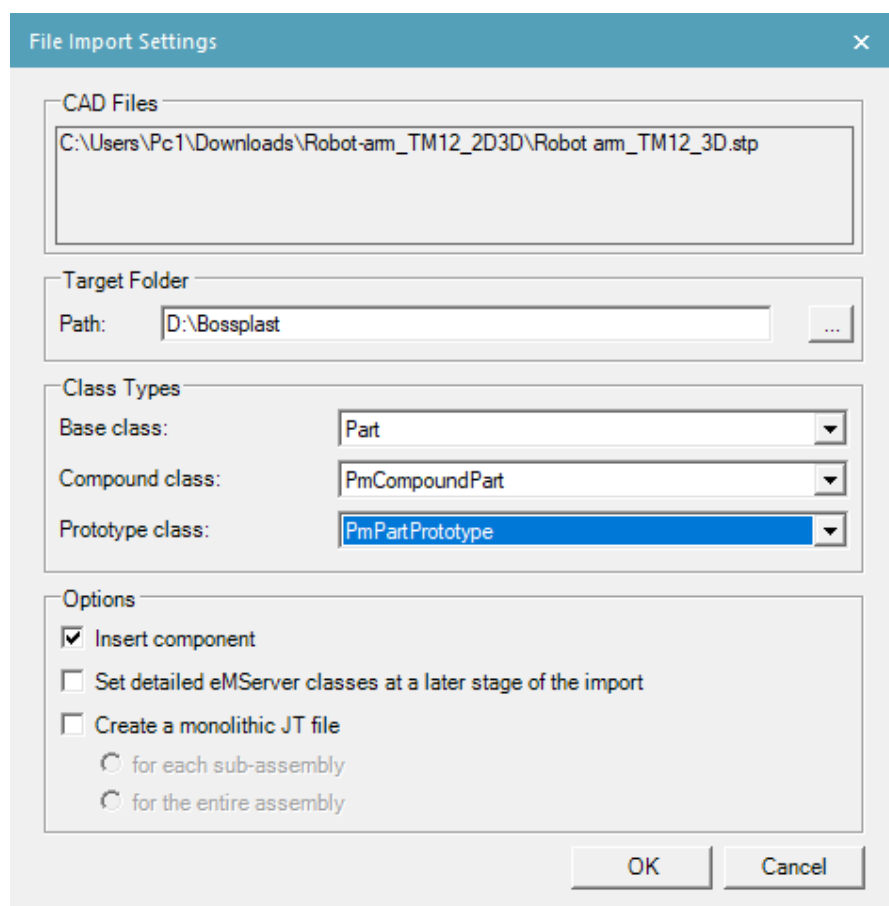 File Import Settings
CAD Files
C:\Users\Pc1\Downloads\Robot-arm_TM12_2D3D\Robot arm_TM12_3D.stp
Target Folder
Path: D:\Bossplast ...
Class Types
Base class: Part
Compound class: PmCompoundPart
Prototype class: PmPartPrototype
Options
Insert component
Set detailed eMServer classes at a later stage of the import
Create a monolithic JT file
for each sub-assembly
for the entire assembly
OK Cancel